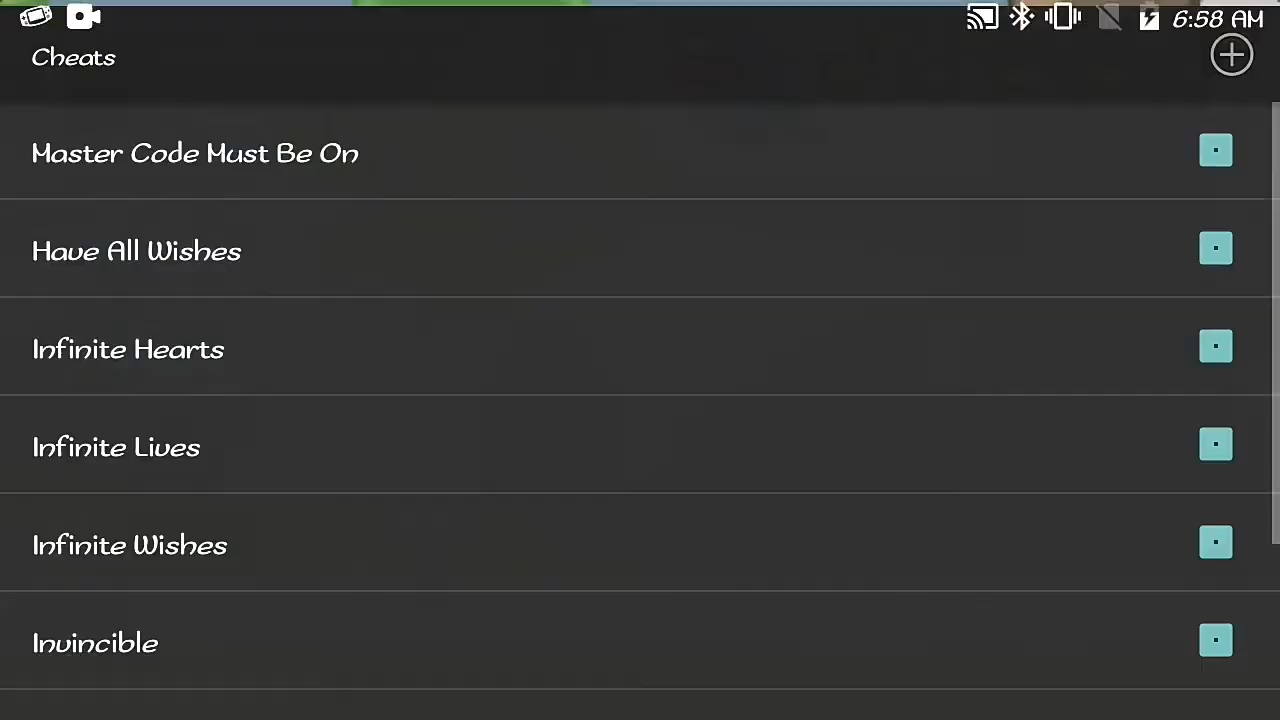 6:58 AM
Cheats
Master Code Must Be On
Have All Wishes
Infinite Hearts
Infinite Lives
Infinite Wishes
Invincible